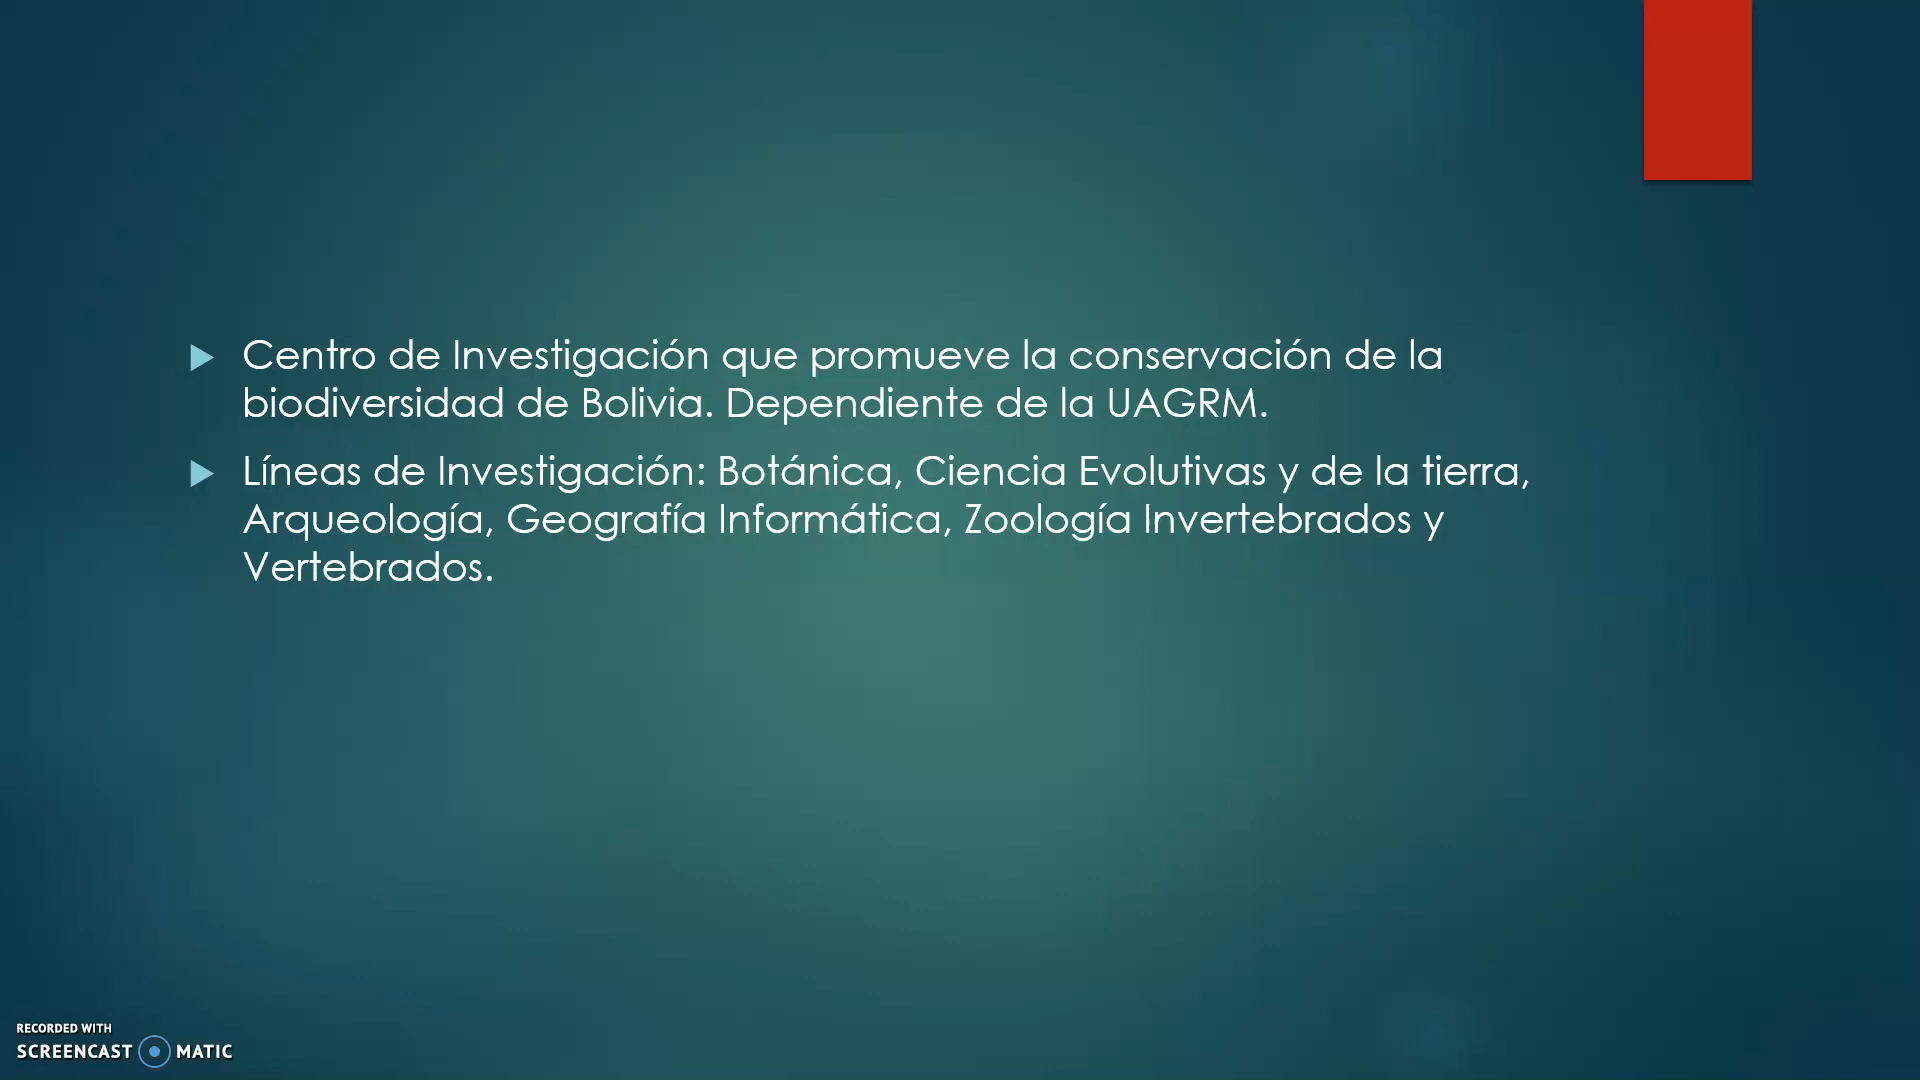 Centro de Investigación que promueve la conservación de la
biodiversidad de Bolivia. Dependiente de la UAGRM.
Líneas de Investigación: Botánica, Ciencia Evolutivas y de la tierra,
Arqueología, Geografía Informática, Zoología Invertebrados y
Vertebrados.
RECORDED WITH
SCREENCAST MATIC